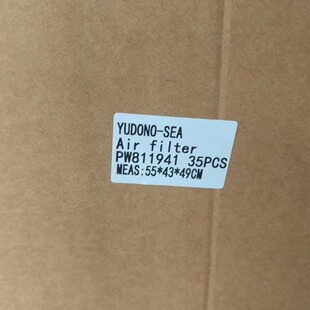 YUDONO-SEA
Air filter
PW811941 35PCS
MEAS:55*43*49CM